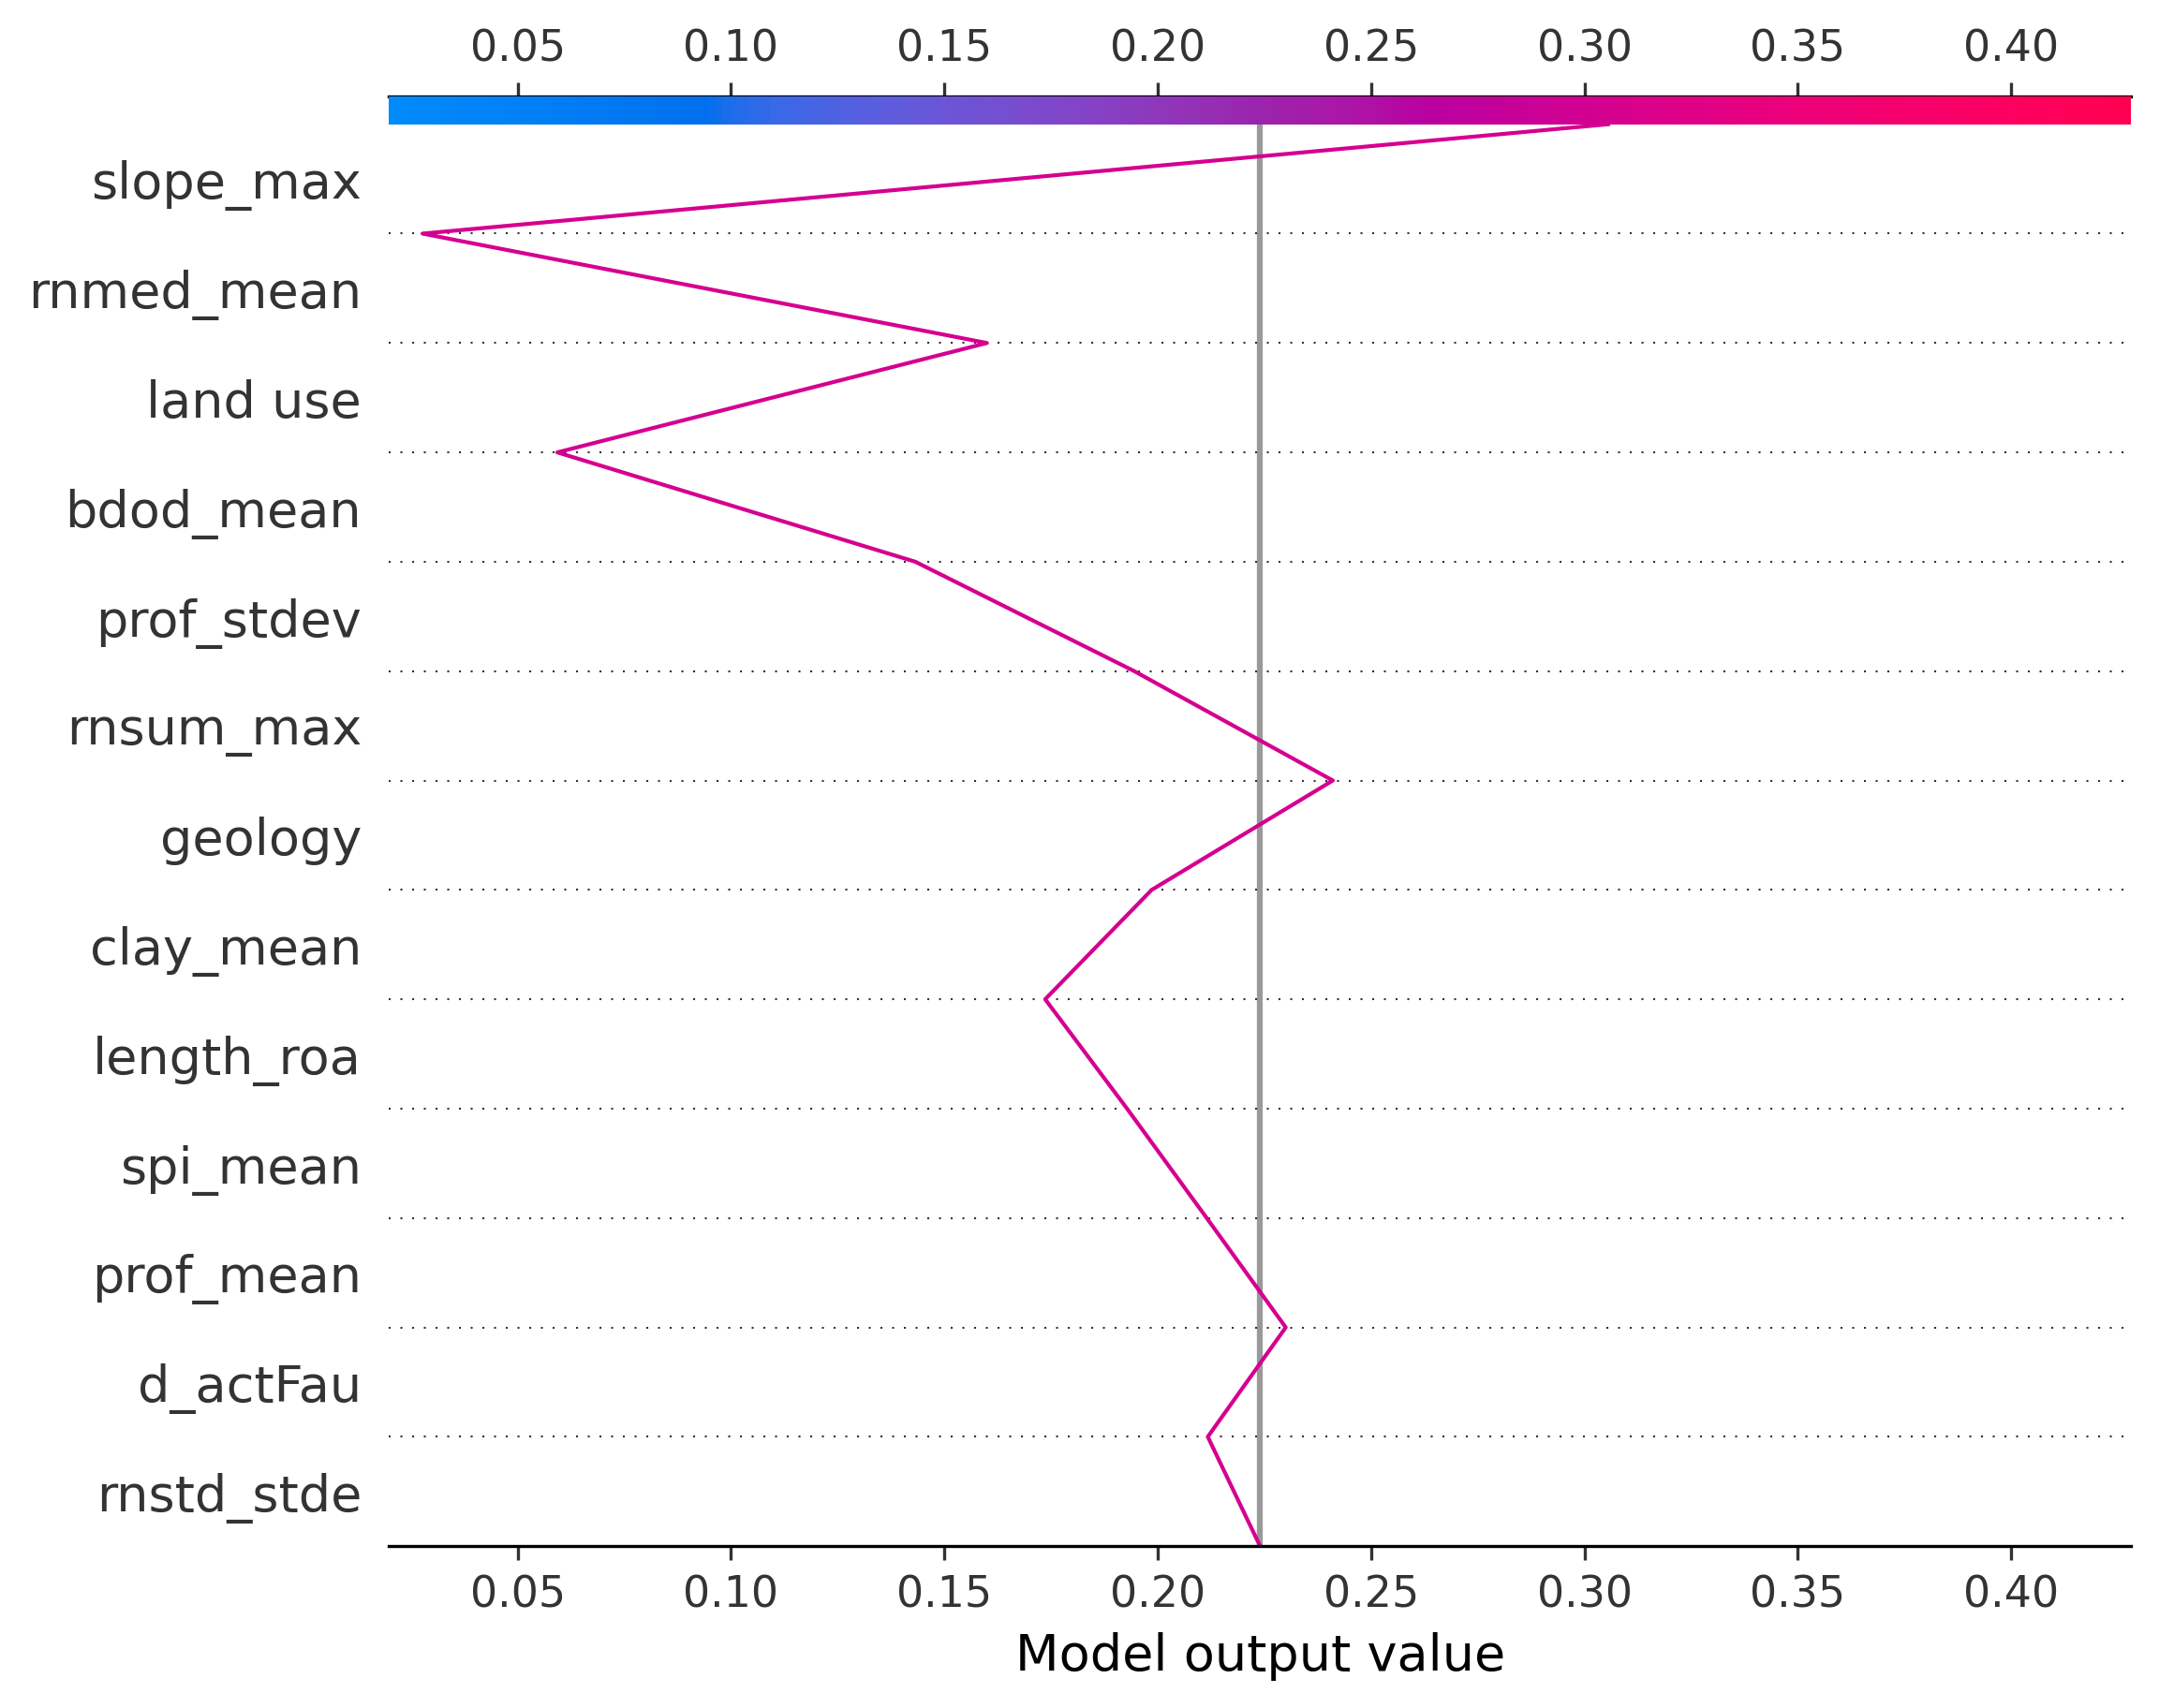 0.05 0.10 0.15 0.20 0.25 0.30 0.35 0.40
slope_max
rnmed_mean
land use
bdod_mean
prof_stdev
rnsum_max
geology
clay_mean
length_roa
spi_mean
prof_mean
d_actFau
rnstd_stde
0.05 0.10 0.15 0.20 0.25 0.30 0.35 0.40
Model output value